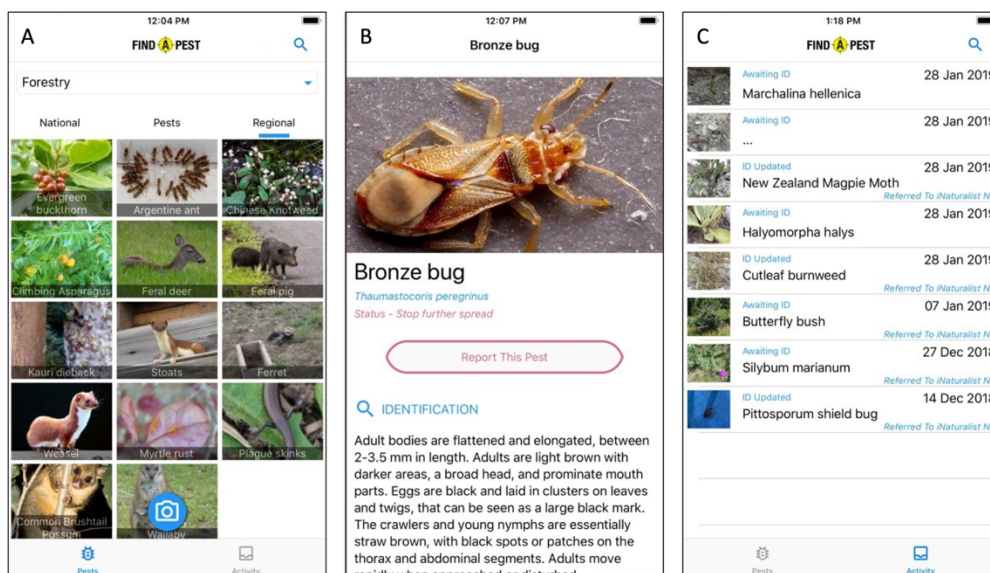 A
12:04 PM
FIND A PEST
Forestry
National
Pests
Regional
Evergreen
buckthorn
Argentine ant
Chinese Knotweed
Climbing Asparagus
Feral deer
Feral pig
Kauri dieback
Stoats
Ferret
Weasel
Myrtle rust
Plague skinks
Common Brushtail
Possum
Wallaby
Pests
Activity
B
12:07 PM
Bronze bug
Bronze bug
Thaumastocoris peregrinus
Status - Stop further spread
Report This Pest
IDENTIFICATION
Adult bodies are flattened and elongated, between
2-3.5 mm in length. Adults are light brown with
darker areas, a broad head, and prominate mouth
parts. Eggs are black and laid in clusters on leaves
and twigs, that can be seen as a large black mark.
The crawlers and young nymphs are essentially
straw brown, with black spots or patches on the
thorax and abdominal segments. Adults move
rapidly when approached or disturbed.
C
1:18 PM
FIND A PEST
Awaiting ID
28 Jan 2019
Marchalina hellenica
Awaiting ID
28 Jan 2019
...
ID Updated
28 Jan 2019
New Zealand Magpie Moth
Referred To iNaturalist N
Awaiting ID
28 Jan 2019
Halyomorpha halys
ID Updated
28 Jan 2019
Cutleaf burnweed
Referred To iNaturalist N
Awaiting ID
07 Jan 2019
Butterfly bush
Referred To iNaturalist N
Awaiting ID
27 Dec 2018
Silybum marianum
Referred To iNaturalist N
ID Updated
14 Dec 2018
Pittosporum shield bug
Referred To iNaturalist N
Pests
Activity